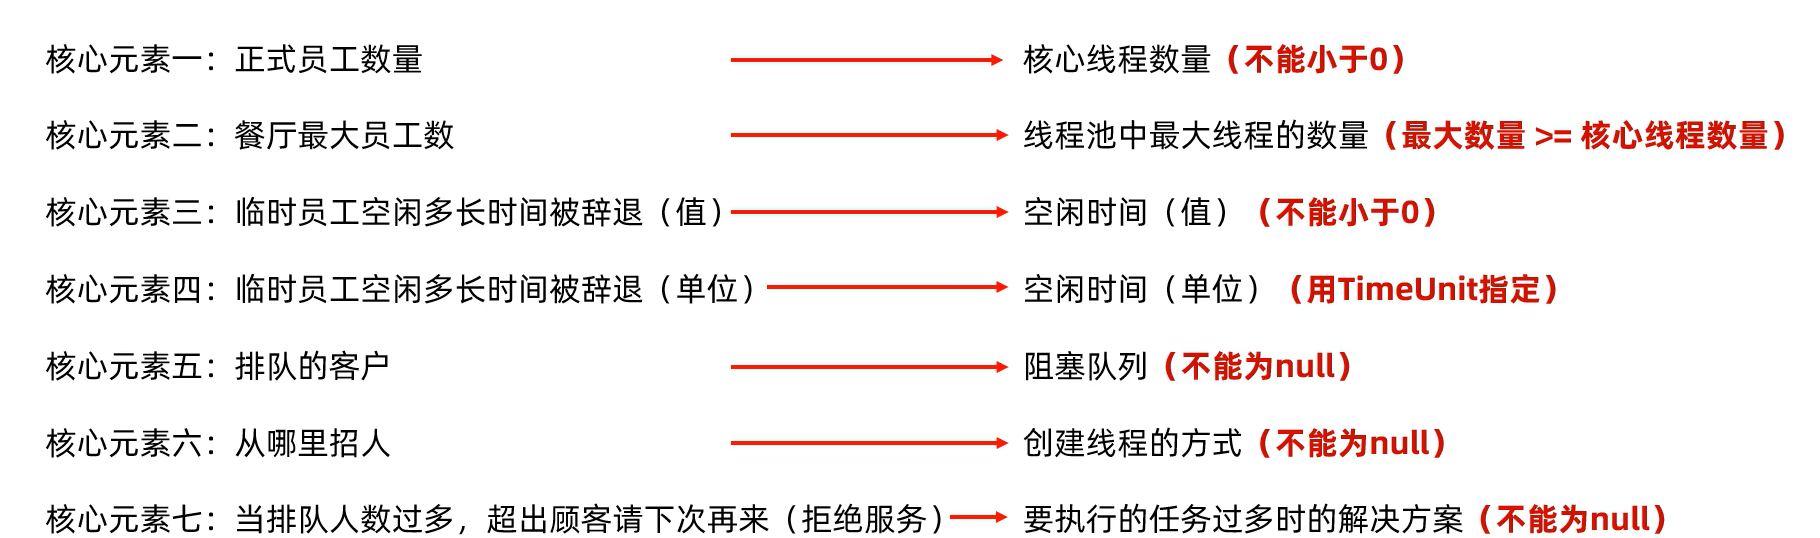 核心元素一：正式员工数量 核心线程数量（不能小于0）
核心元素二：餐厅最大员工数 线程池中最大线程的数量（最大数量 >= 核心线程数量）
核心元素三：临时员工空闲多长时间被辞退（值） 空闲时间（值）（不能小于0）
核心元素四：临时员工空闲多长时间被辞退（单位） 空闲时间（单位）（用TimeUnit指定）
核心元素五：排队的客户 阻塞队列（不能为null）
核心元素六：从哪里招人 创建线程的方式（不能为null）
核心元素七：当排队人数过多，超出顾客请下次再来（拒绝服务） 要执行的任务过多时的解决方案（不能为null）